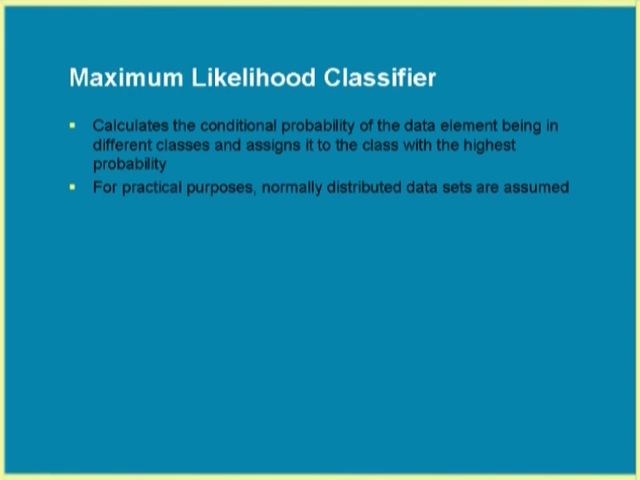 Maximum Likelihood Classifier
▪ Calculates the conditional probability of the data element being in
different classes and assigns it to the class with the highest
probability
▪ For practical purposes, normally distributed data sets are assumed